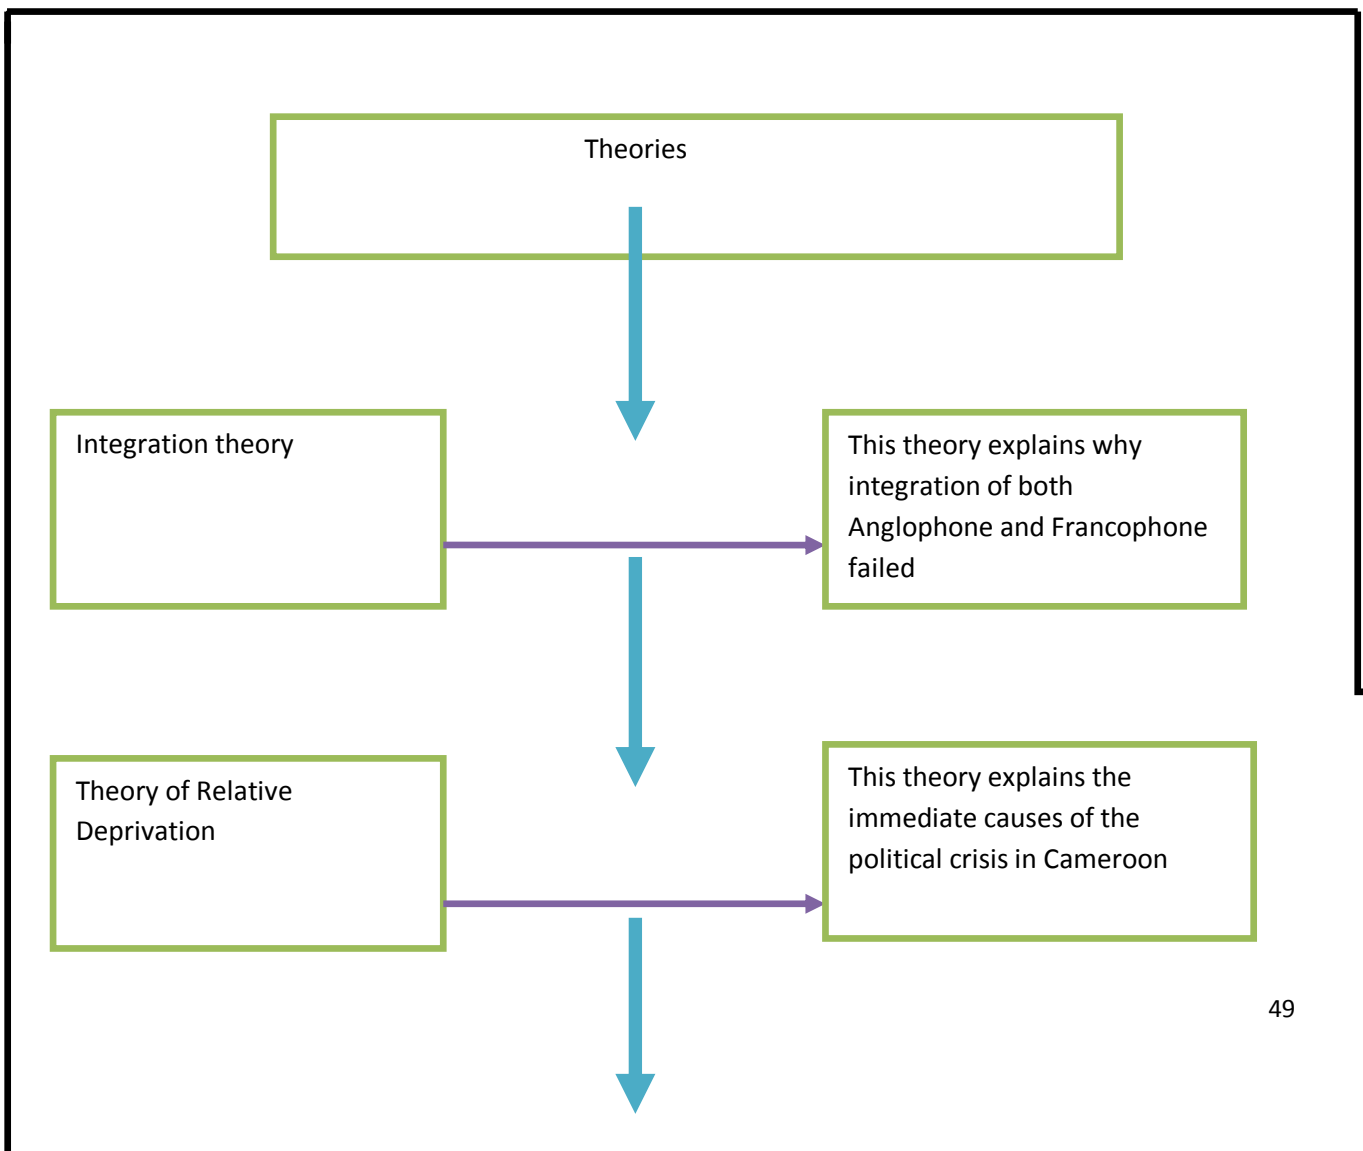 Theories
Integration theory
This theory explains why
integration of both
Anglophone and Francophone
failed
Theory of Relative
Deprivation
This theory explains the
immediate causes of the
political crisis in Cameroon
49